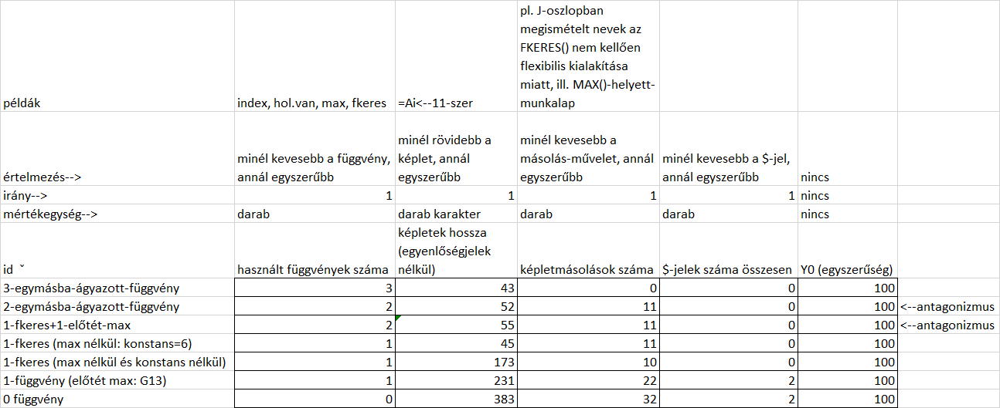 pl. J-oszlopban
megismételt nevek az
FKERES() nem kellően
flexibilis kialakítása
miatt, ill. MAX()-helyett-
példák index, hol.van, max, fkeres =Ai<--11-szer munkalap
minél rövidebb a minél kevesebb a
minél kevesebb a függvény, képlet, annál másolás-művelet, annál minél kevesebb a $-jel,
értelmezés--> annál egyszerűbb egyszerűbb egyszerűbb annál egyszerűbb nincs
irány--> 1 1 1 1 nincs
mértékegység--> darab darab karakter darab darab nincs
képletek hossza
(egyenlőségjelek
id ˇ használt függvények száma nélkül) képletmásolások száma $-jelek száma összesen Y0 (egyszerűség)
3-egymásba-ágyazott-függvény 3 43 0 0 100
2-egymásba-ágyazott-függvény 2 52 11 0 100 <--antagonizmus
1-fkeres+1-előtét-max 2 55 11 0 100 <--antagonizmus
1-fkeres (max nélkül: konstans=6) 1 45 11 0 100
1-fkeres (max nélkül és konstans nélkül) 1 173 10 0 100
1-függvény (előtét max: G13) 1 231 22 2 100
0 függvény 0 383 32 2 100